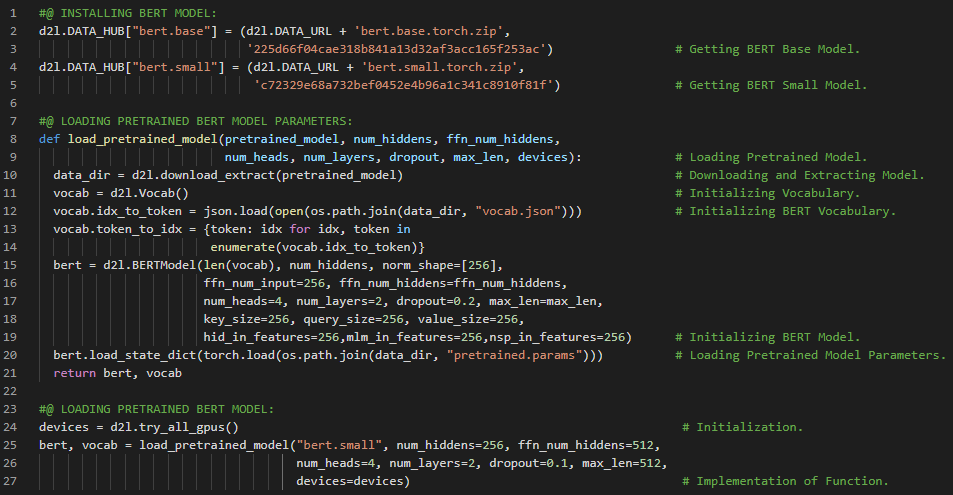 1 #@ INSTALLING BERT MODEL:
2 d2l.DATA_HUB["bert.base"] = (d2l.DATA_URL + 'bert.base.torch.zip',
3 '225d66f04cae318b841a13d32af3acc165f253ac') # Getting BERT Base Model.
4 d2l.DATA_HUB["bert.small"] = (d2l.DATA_URL + 'bert.small.torch.zip',
5 'c72329e68a732bef0452e4b96a1c341c8910f81f') # Getting BERT Small Model.
6
7 #@ LOADING PRETRAINED BERT MODEL PARAMETERS:
8 def load_pretrained_model(pretrained_model, num_hiddens, ffn_num_hiddens,
9 num_heads, num_layers, dropout, max_len, devices): # Loading Pretrained Model.
10 data_dir = d2l.download_extract(pretrained_model) # Downloading and Extracting Model.
11 vocab = d2l.Vocab() # Initializing Vocabulary.
12 vocab.idx_to_token = json.load(open(os.path.join(data_dir, "vocab.json"))) # Initializing BERT Vocabulary.
13 vocab.token_to_idx = {token: idx for idx, token in
14 enumerate(vocab.idx_to_token)}
15 bert = d2l.BERTModel(len(vocab), num_hiddens, norm_shape=[256],
16 ffn_num_input=256, ffn_num_hiddens=ffn_num_hiddens,
17 num_heads=4, num_layers=2, dropout=0.2, max_len=max_len,
18 key_size=256, query_size=256, value_size=256,
19 hid_in_features=256,mlm_in_features=256,nsp_in_features=256) # Initializing BERT Model.
20 bert.load_state_dict(torch.load(os.path.join(data_dir, "pretrained.params"))) # Loading Pretrained Model Parameters.
21 return bert, vocab
22
23 #@ LOADING PRETRAINED BERT MODEL:
24 devices = d2l.try_all_gpus() # Initialization.
25 bert, vocab = load_pretrained_model("bert.small", num_hiddens=256, ffn_num_hiddens=512,
26 num_heads=4, num_layers=2, dropout=0.1, max_len=512,
27 devices=devices) # Implementation of Function.